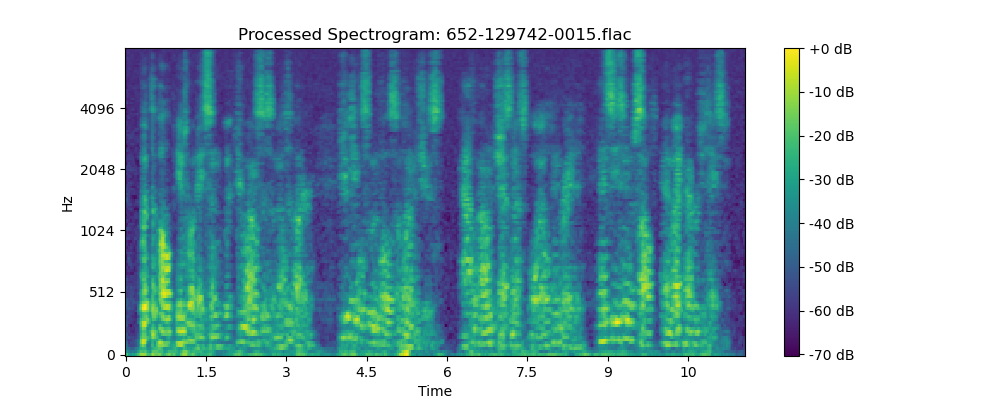 Processed Spectrogram: 652-129742-0015.flac
Hz
4096
2048
1024
512
0
0 1.5 3 4.5 6 7.5 9 10
Time
+0 dB
-10 dB
-20 dB
-30 dB
-40 dB
-50 dB
-60 dB
-70 dB